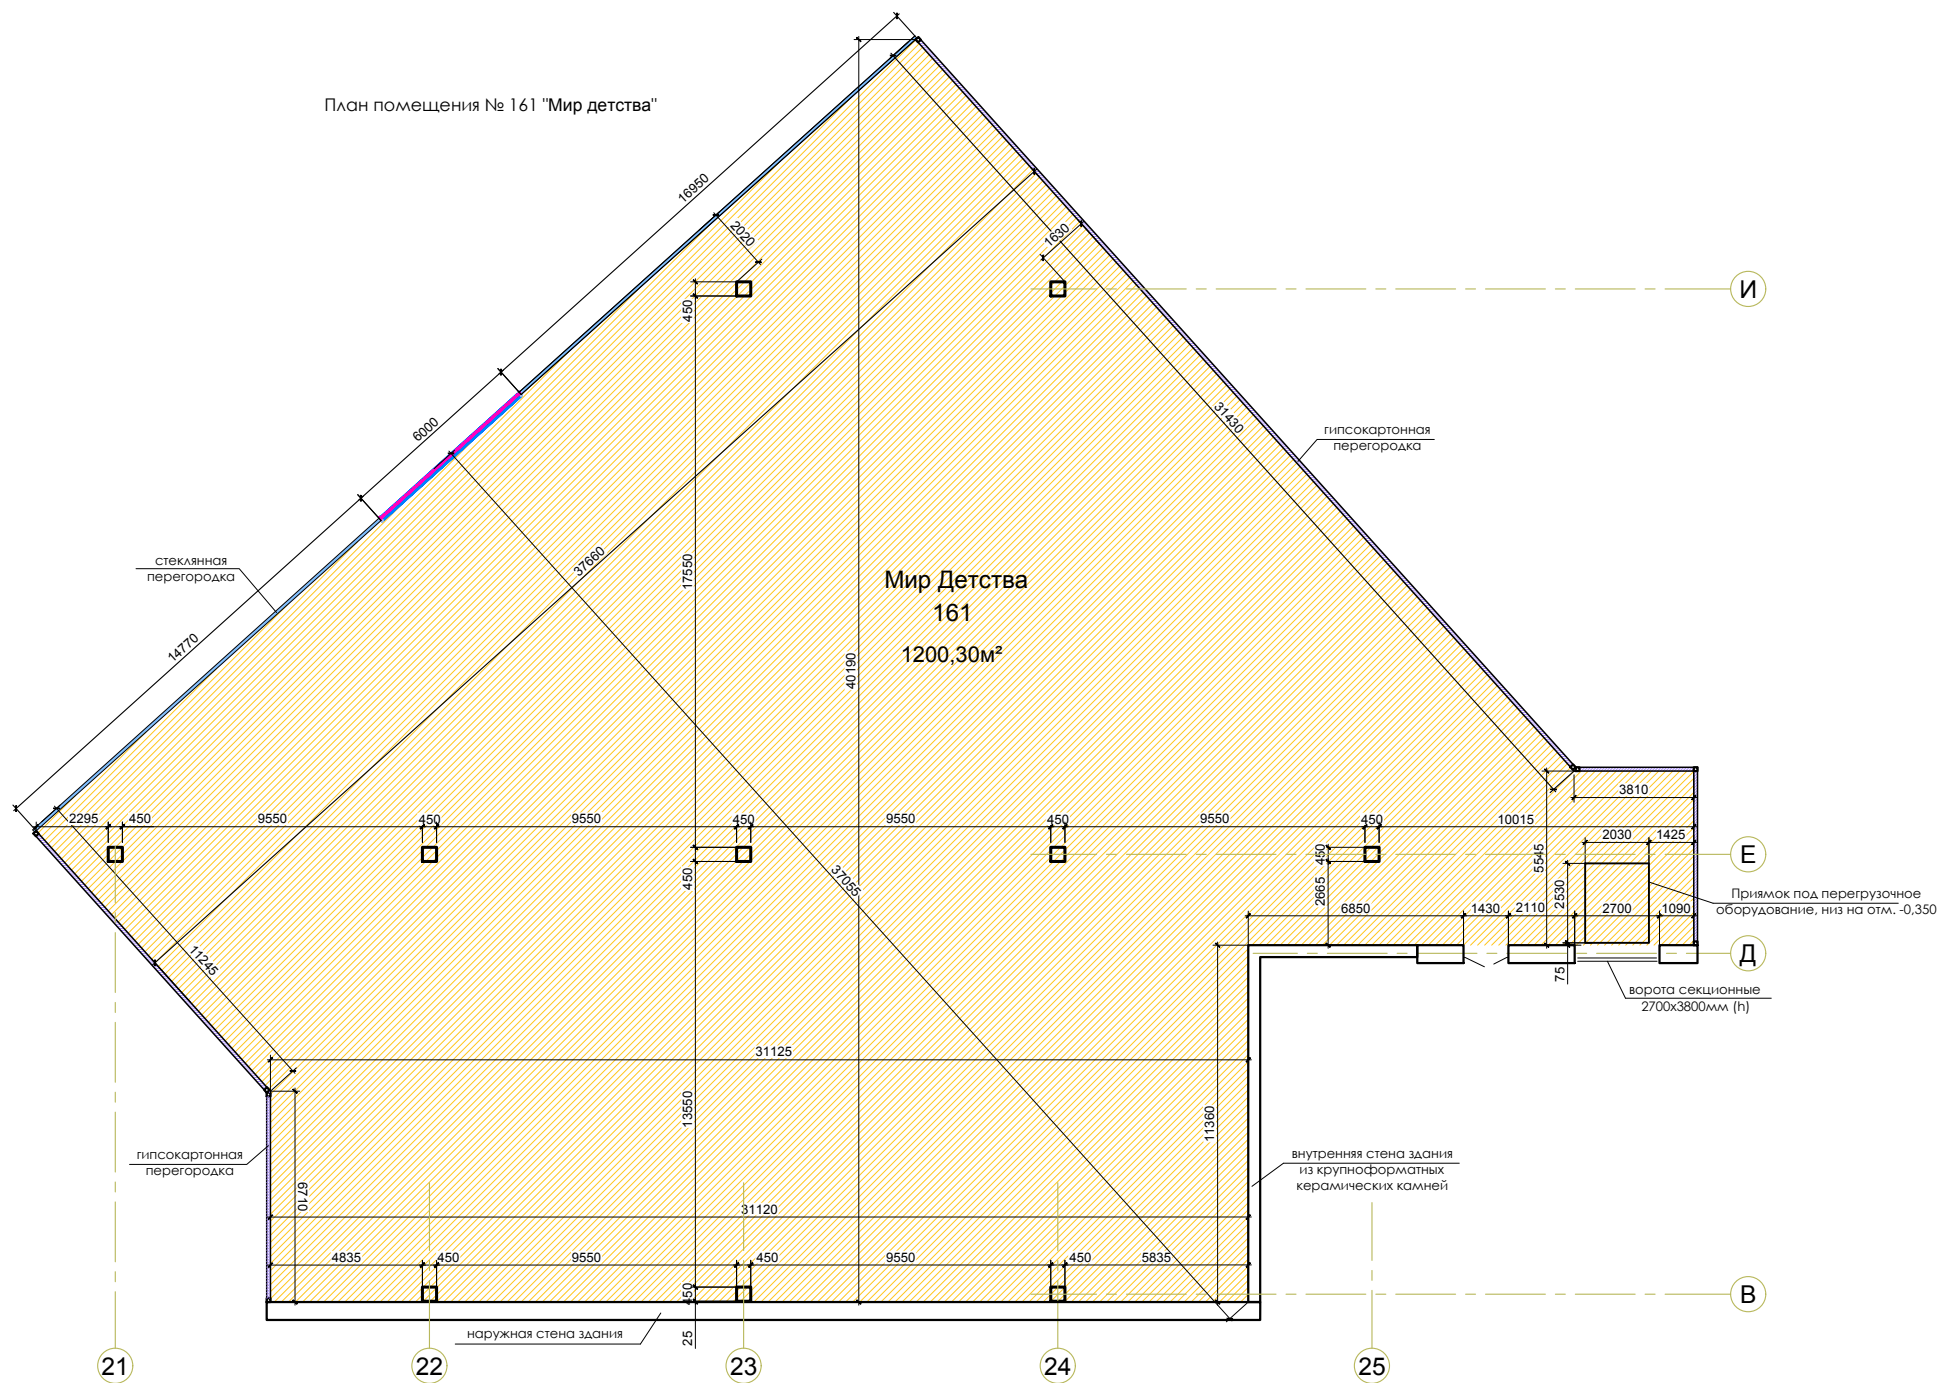 План помещения № 161 "Мир детства"
16950
2020
1630
И
450
6000
31430
гипсокартонная
перегородка
стеклянная
перегородка
37660
17550
Мир Детства
161
1200,30м²
14770
40190
3810
2295
450
9550
450
9550
450
9550
450
9550
450
10015
2030
1425
450
450
5545
Е
37055
2665
2530
Приямок под перегрузочное
оборудование, низ на отм. -0,350
6850
1430
2110
2700
1090
11245
75
Д
ворота секционные
2700х3800мм (h)
31125
13550
11360
гипсокартонная
перегородка
внутренняя стена здания
из крупноформатных
керамических камней
6710
31120
4835
450
9550
450
9550
450
5835
450
В
наружная стена здания
25
21
22
23
24
25